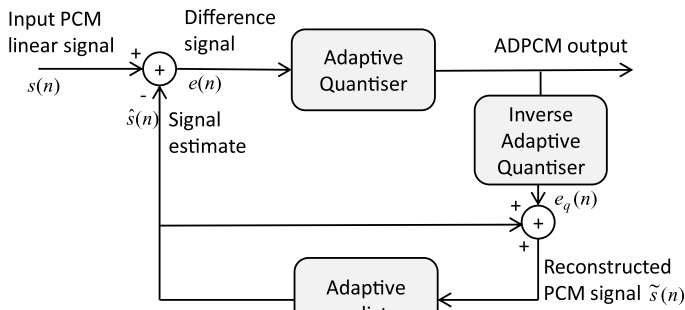 Input PCM
linear signal
Difference
signal
ADPCM output
+
+
s(n)
e(n)
Adaptive
Quantiser
-
ŝ(n)
Signal
estimate
Inverse
Adaptive
Quantiser
e_q(n)
+
+
+
Reconstructed
PCM signal s̃(n)
Adaptive